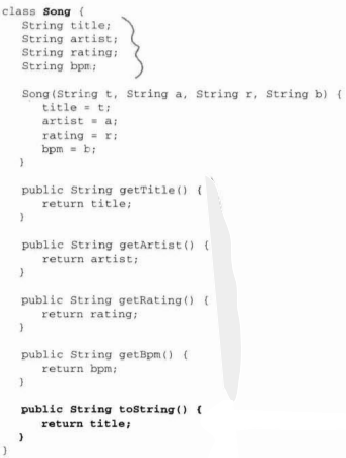 class Song {
String title;
String artist;
String rating;
String bpm;
Song(String t, String a, String r, String b) {
title = t;
artist = a;
rating = r;
bpm = b;
}
public String getTitle() {
return title;
}
public String getArtist() {
return artist;
}
public String getRating() {
return rating;
}
public String getBpm() {
return bpm;
}
public String toString() {
return title;
}
}